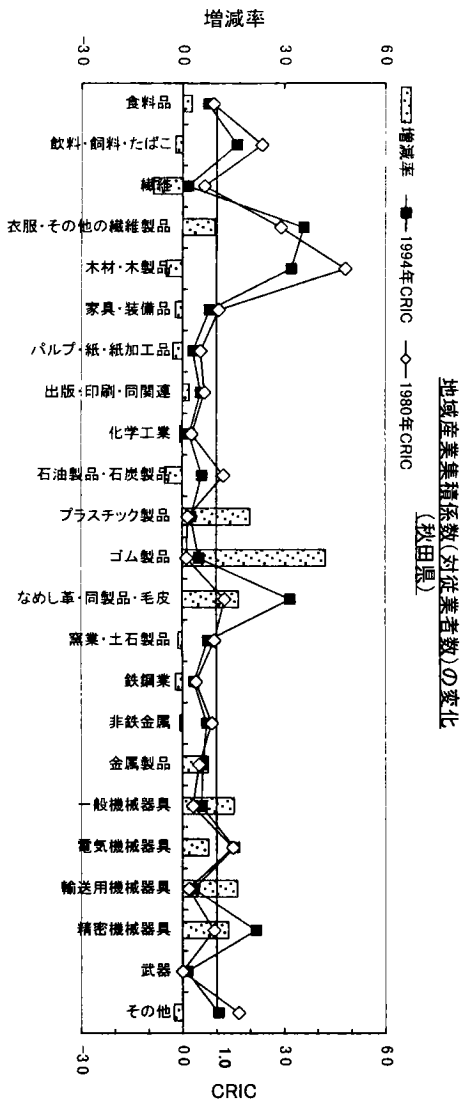 地域産業集積係数(対従業者数)の変化
(秋田県)
増減率 1994年CRIC 1980年CRIC
増減率
-3.0 0.0 3.0 6.0
食料品
飲料・飼料・たばこ
繊維
衣服・その他の繊維製品
木材・木製品
家具・装備品
パルプ・紙・紙加工品
出版・印刷・同関連
化学工業
石油製品・石炭製品
プラスチック製品
ゴム製品
なめし革・同製品・毛皮
窯業・土石製品
鉄鋼業
非鉄金属
金属製品
一般機械器具
電気機械器具
輸送用機械器具
精密機械器具
武器
その他
-3.0 0.0 1.0 3.0 6.0
CRIC